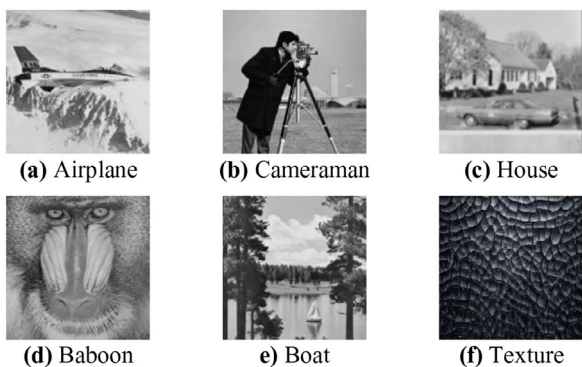 (a) Airplane
(b) Cameraman
(c) House
(d) Baboon
e) Boat
(f) Texture